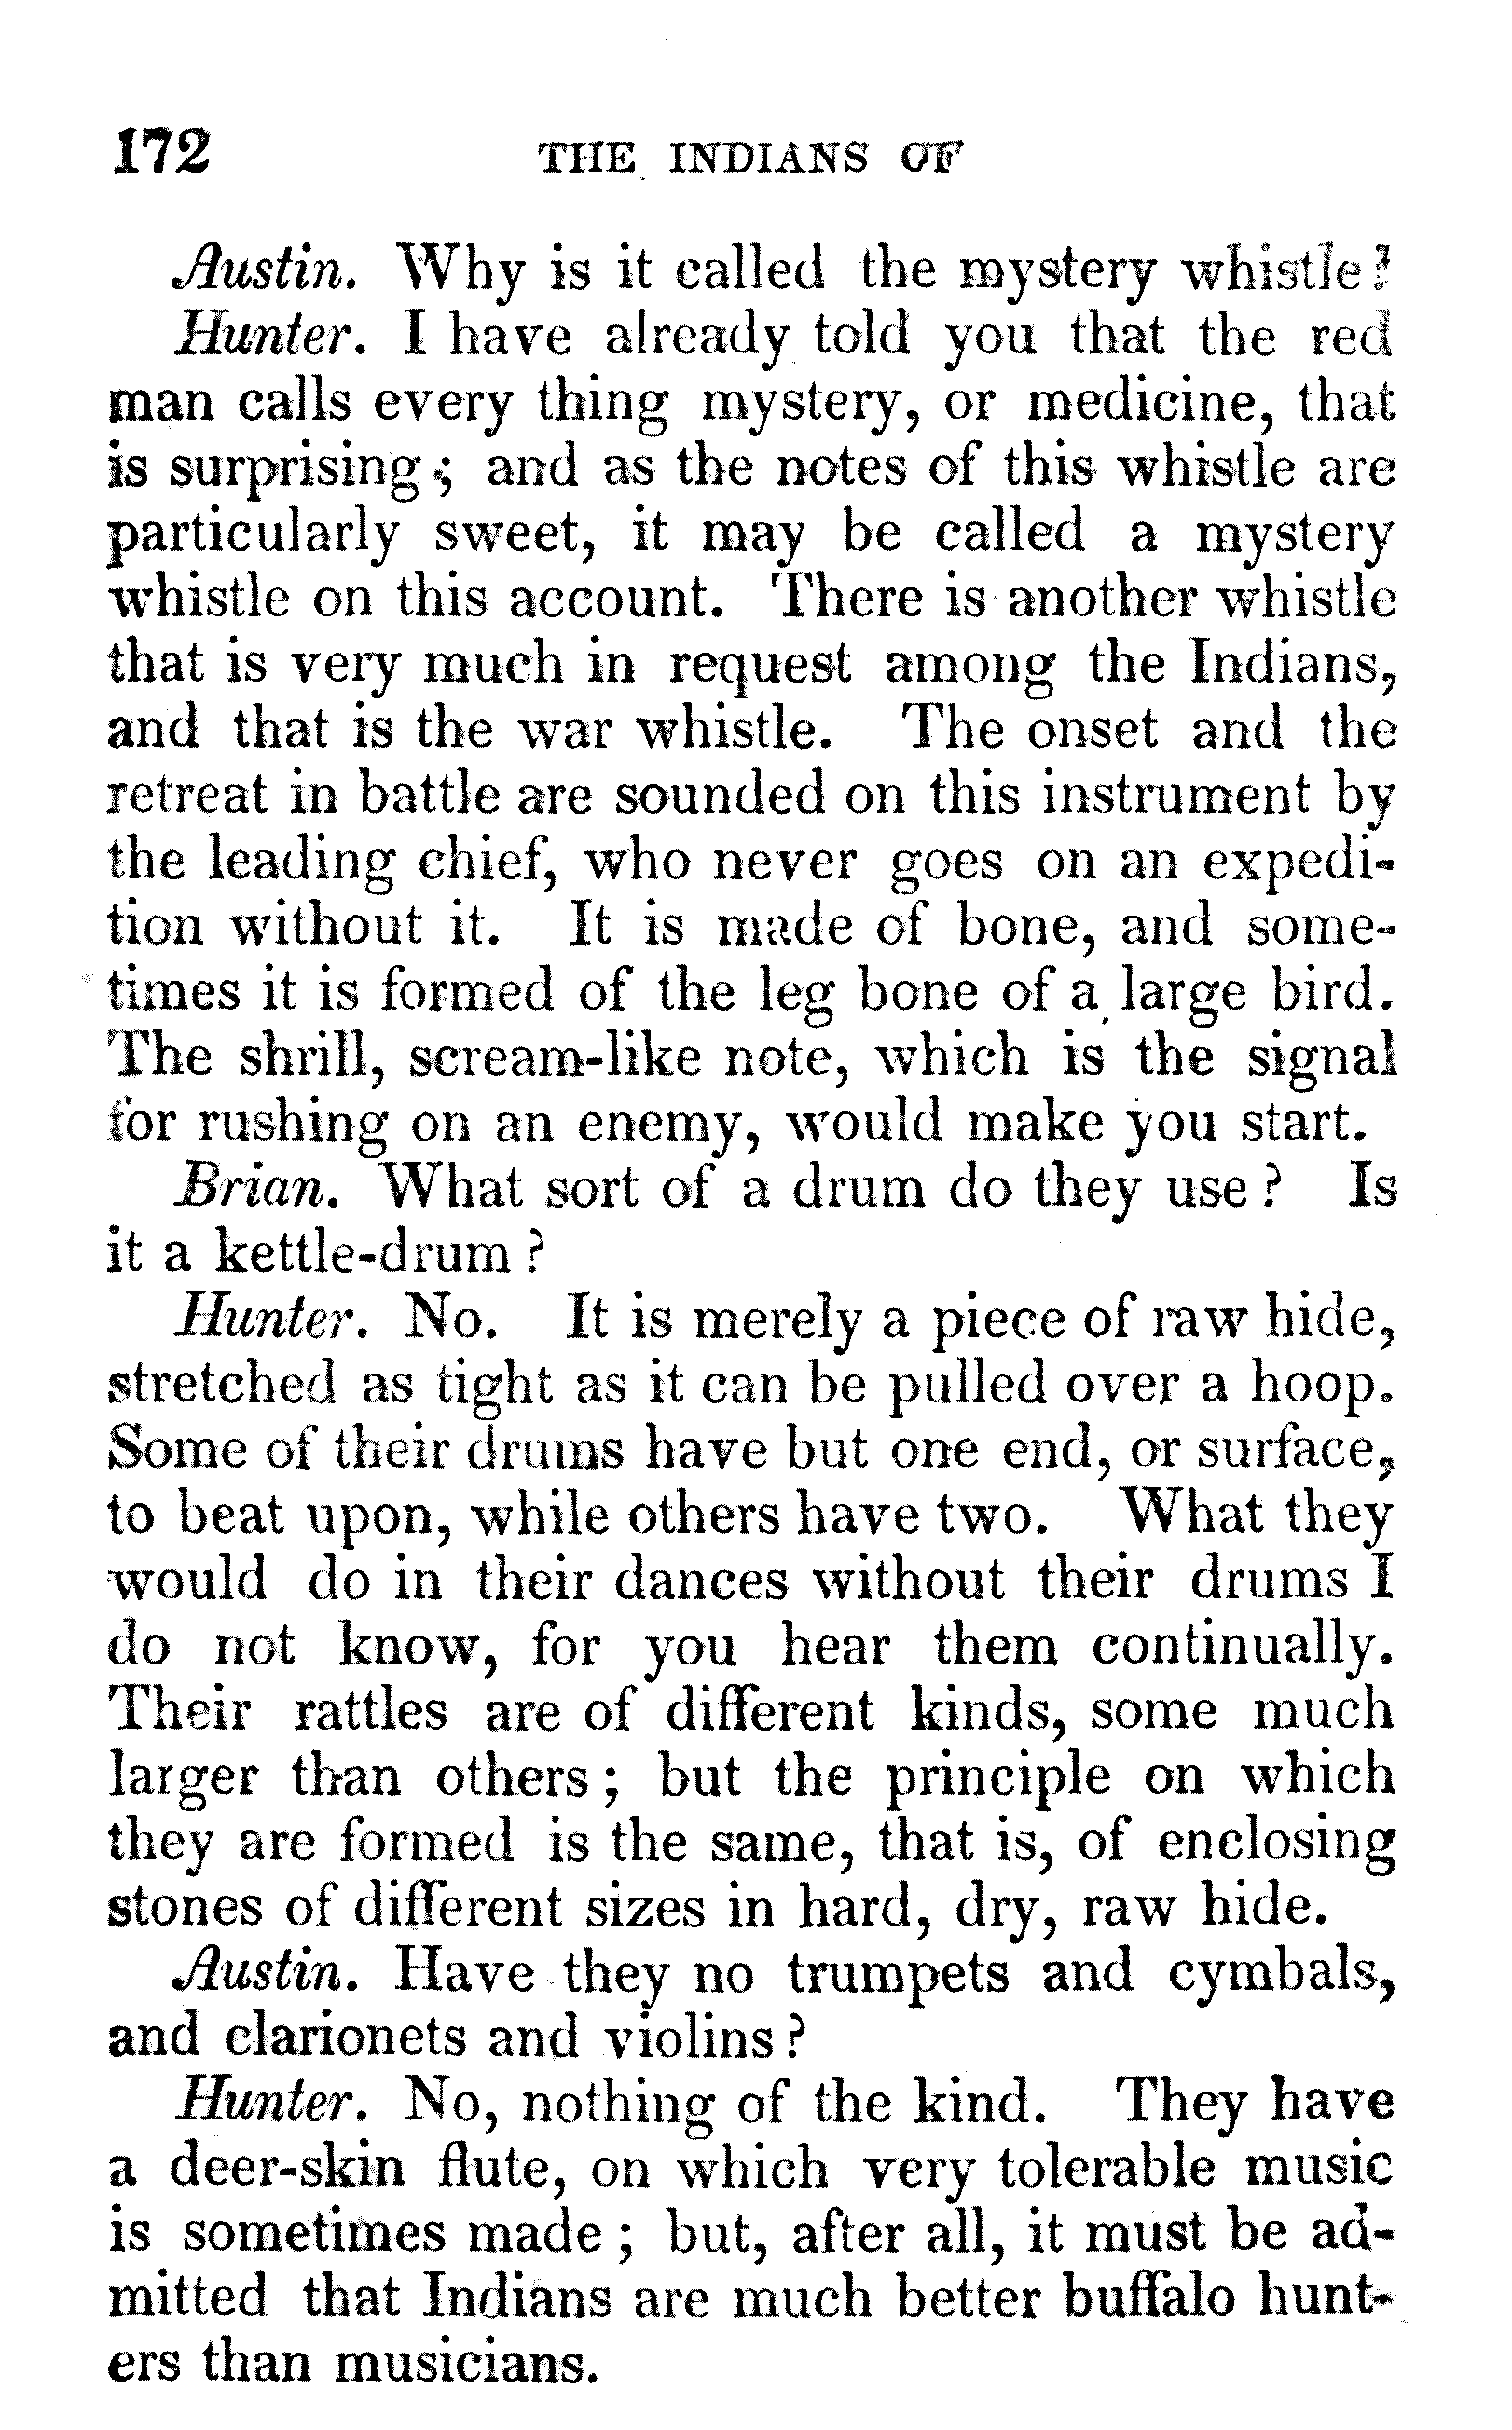 172 THE INDIANS OF
Austin. Why is it called the mystery whistle?
Hunter. I have already told you that the red
man calls every thing mystery, or medicine, that
is surprising; and as the notes of this whistle are
particularly sweet, it may be called a mystery
whistle on this account. There is another whistle
that is very much in request among the Indians,
and that is the war whistle. The onset and the
retreat in battle are sounded on this instrument by
the leading chief, who never goes on an expedi-
tion without it. It is made of bone, and some-
times it is formed of the leg bone of a large bird.
The shrill, scream-like note, which is the signal
for rushing on an enemy, would make you start.
Brian. What sort of a drum do they use? Is
it a kettle-drum?
Hunter. No. It is merely a piece of raw hide,
stretched as tight as it can be pulled over a hoop.
Some of their drums have but one end, or surface,
to beat upon, while others have two. What they
would do in their dances without their drums I
do not know, for you hear them continually.
Their rattles are of different kinds, some much
larger than others; but the principle on which
they are formed is the same, that is, of enclosing
stones of different sizes in hard, dry, raw hide.
Austin. Have they no trumpets and cymbals,
and clarionets and violins?
Hunter. No, nothing of the kind. They have
a deer-skin flute, on which very tolerable music
is sometimes made; but, after all, it must be ad-
mitted that Indians are much better buffalo hunt-
ers than musicians.